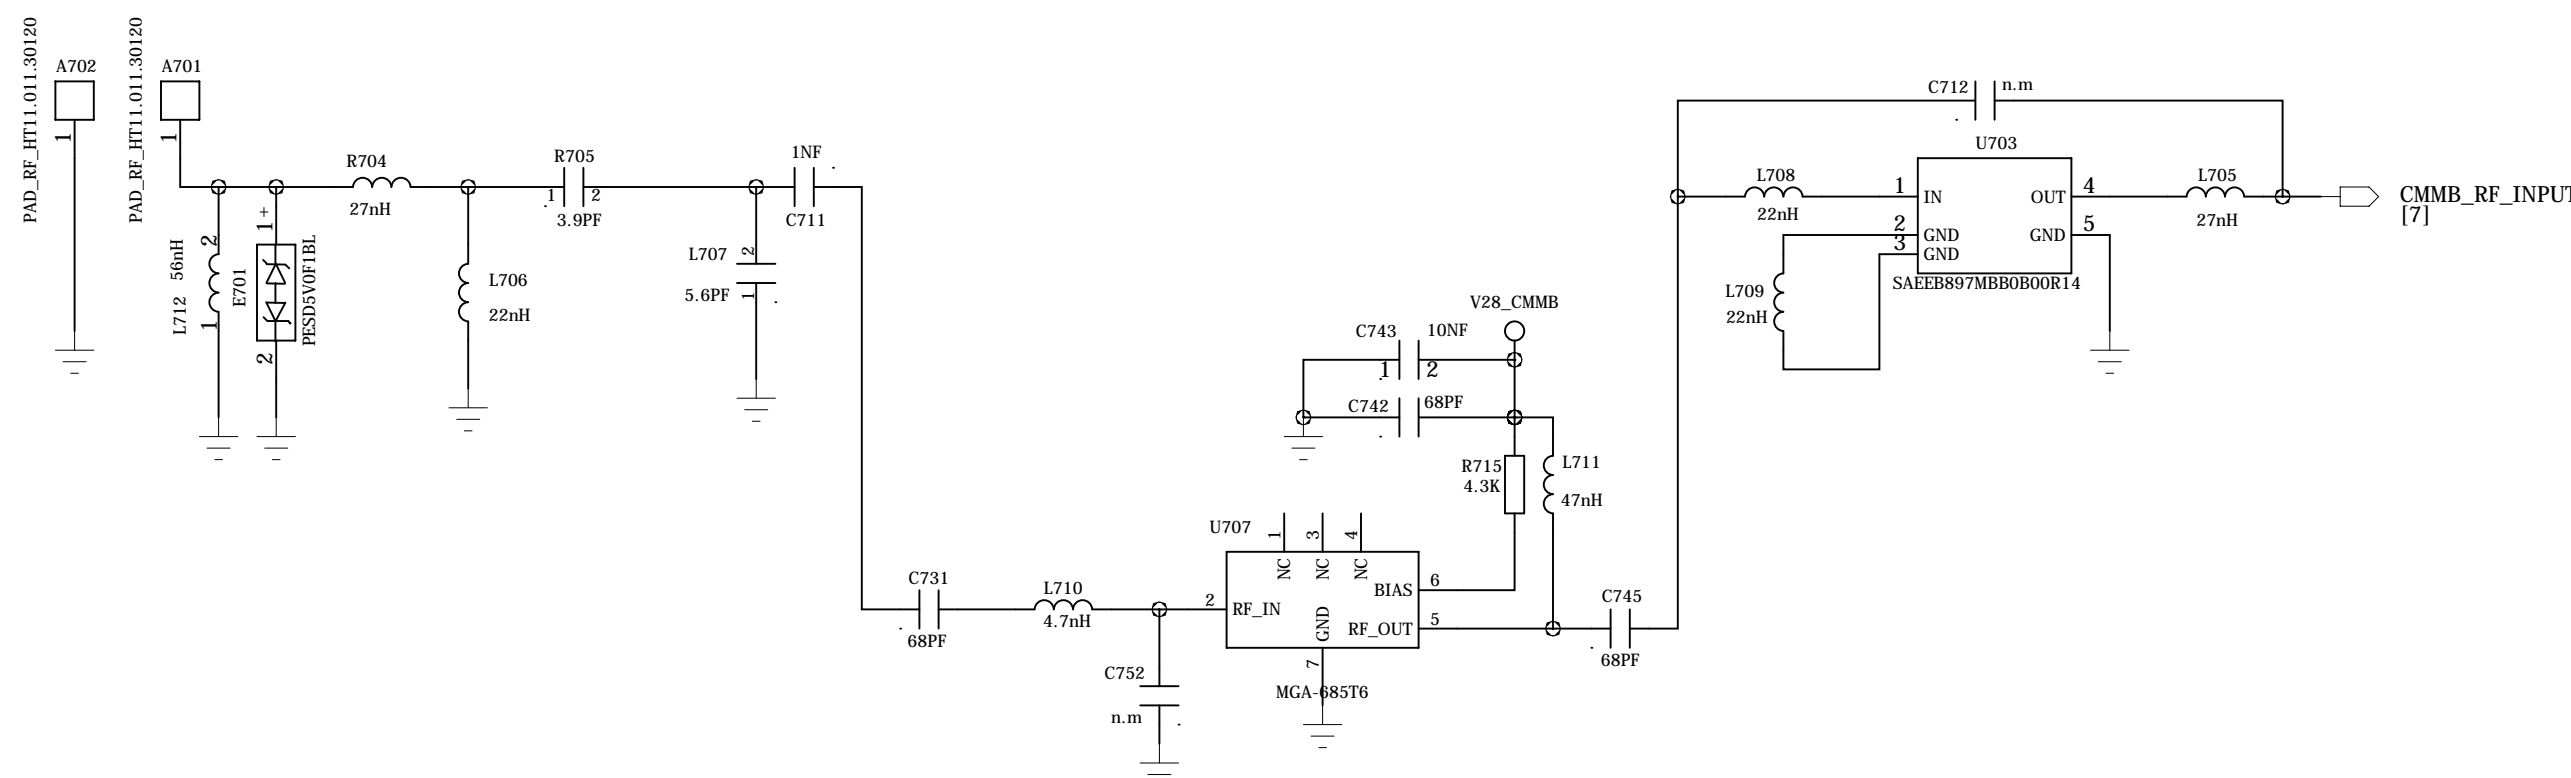 PAD_RF_HT11.011.30120
A702
1
PAD_RF_HT11.011.30120
A701
1
R704
27nH
R705
1
2
3.9PF
1NF
C711
L712 56nH
2
1
E701
1 +
2
PESD5V0F1BL
L706
22nH
L707
2
5.6PF
1
C712
n.m
U703
L708
22nH
1
IN
2
GND
3
GND
OUT
4
GND
5
SAEEB897MBB0B00R14
L705
27nH
CMMB_RF_INPUT
[7]
L709
22nH
V28_CMMB
C743
10NF
1
2
C742
68PF
R715
4.3K
L711
47nH
U707
1
3
4
NC
NC
NC
BIAS
6
2
RF_IN
GND
RF_OUT
5
7
MGA-685T6
C731
68PF
L710
4.7nH
C752
n.m
C745
68PF